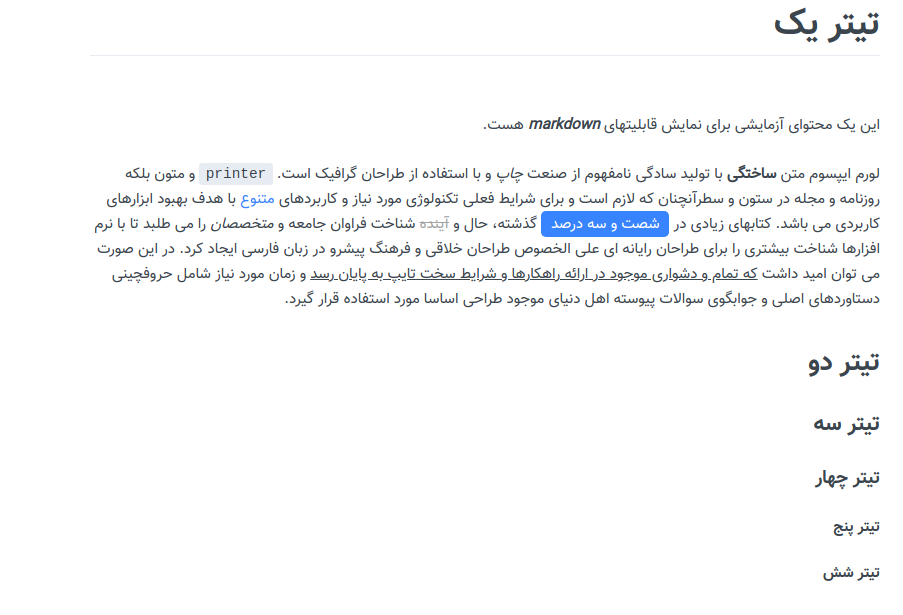 تیتر یک
این یک محتوای آزمایشی برای نمایش قابلیتهای markdown هست.
لورم ایپسوم متن ساختگی با تولید سادگی نامفهوم از صنعت چاپ و با استفاده از طراحان گرافیک است. printer و متون بلکه
روزنامه و مجله در ستون و سطرآنچنان که لازم است و برای شرایط فعلی تکنولوژی مورد نیاز و کاربردهای متنوع با هدف بهبود ابزارهای
کاربردی می باشد. کتابهای زیادی در شصت و سه درصد گذشته، حال و آینده شناخت فراوان جامعه و متخصصان را می طلبد تا با نرم
افزارها شناخت بیشتری را برای طراحان رایانه ای علی الخصوص طراحان خلاقی و فرهنگ پیشرو در زبان فارسی ایجاد کرد. در این صورت
می توان امید داشت که تمام و دشواری موجود در ارائه راهکارها و شرایط سخت تایپ به پایان رسد و زمان مورد نیاز شامل حروفچینی
دستاوردهای اصلی و جوابگوی سوالات پیوسته اهل دنیای موجود طراحی اساسا مورد استفاده قرار گیرد.
تیتر دو
تیتر سه
تیتر چهار
تیتر پنج
تیتر شش